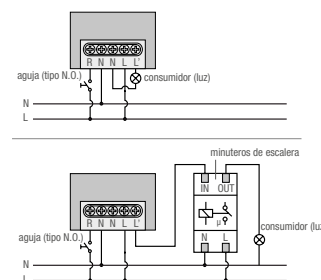 R N N L L'
aguja (tipo N.O.)
consumidor (luz)
N
L
minuteros de escalera
IN OUT
R N N L L'
μ
aguja (tipo N.O.)
N L
consumidor (luz
N
L